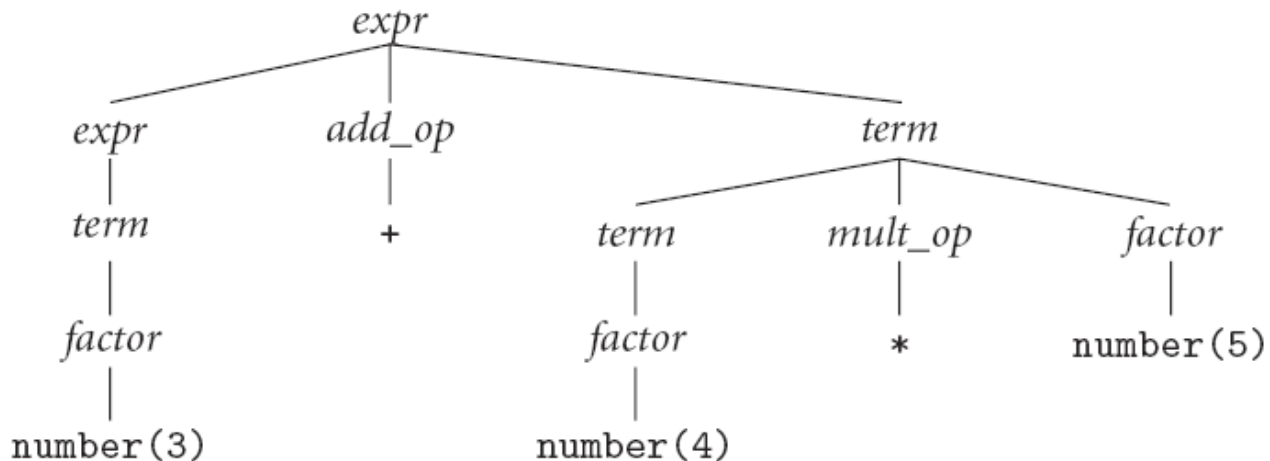 expr
expr add_op term
term + term mult_op factor
factor factor * number(5)
number(3) number(4)